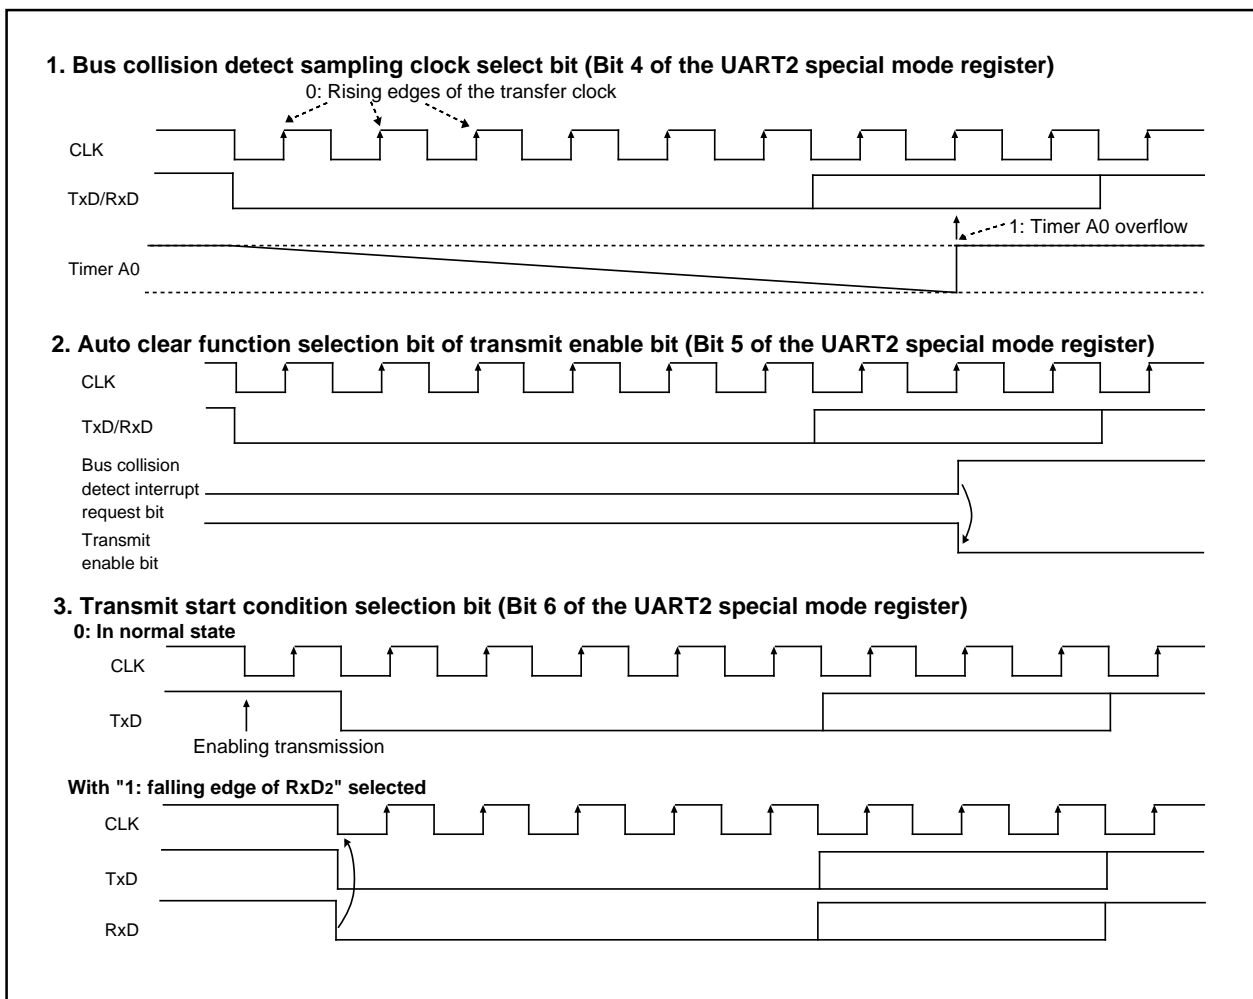 1. Bus collision detect sampling clock select bit (Bit 4 of the UART2 special mode register)
0: Rising edges of the transfer clock
CLK
TxD/RxD
1: Timer A0 overflow
Timer A0
2. Auto clear function selection bit of transmit enable bit (Bit 5 of the UART2 special mode register)
CLK
TxD/RxD
Bus collision
detect interrupt
request bit
Transmit
enable bit
3. Transmit start condition selection bit (Bit 6 of the UART2 special mode register)
0: In normal state
CLK
TxD
Enabling transmission
With "1: falling edge of RxD2" selected
CLK
TxD
RxD